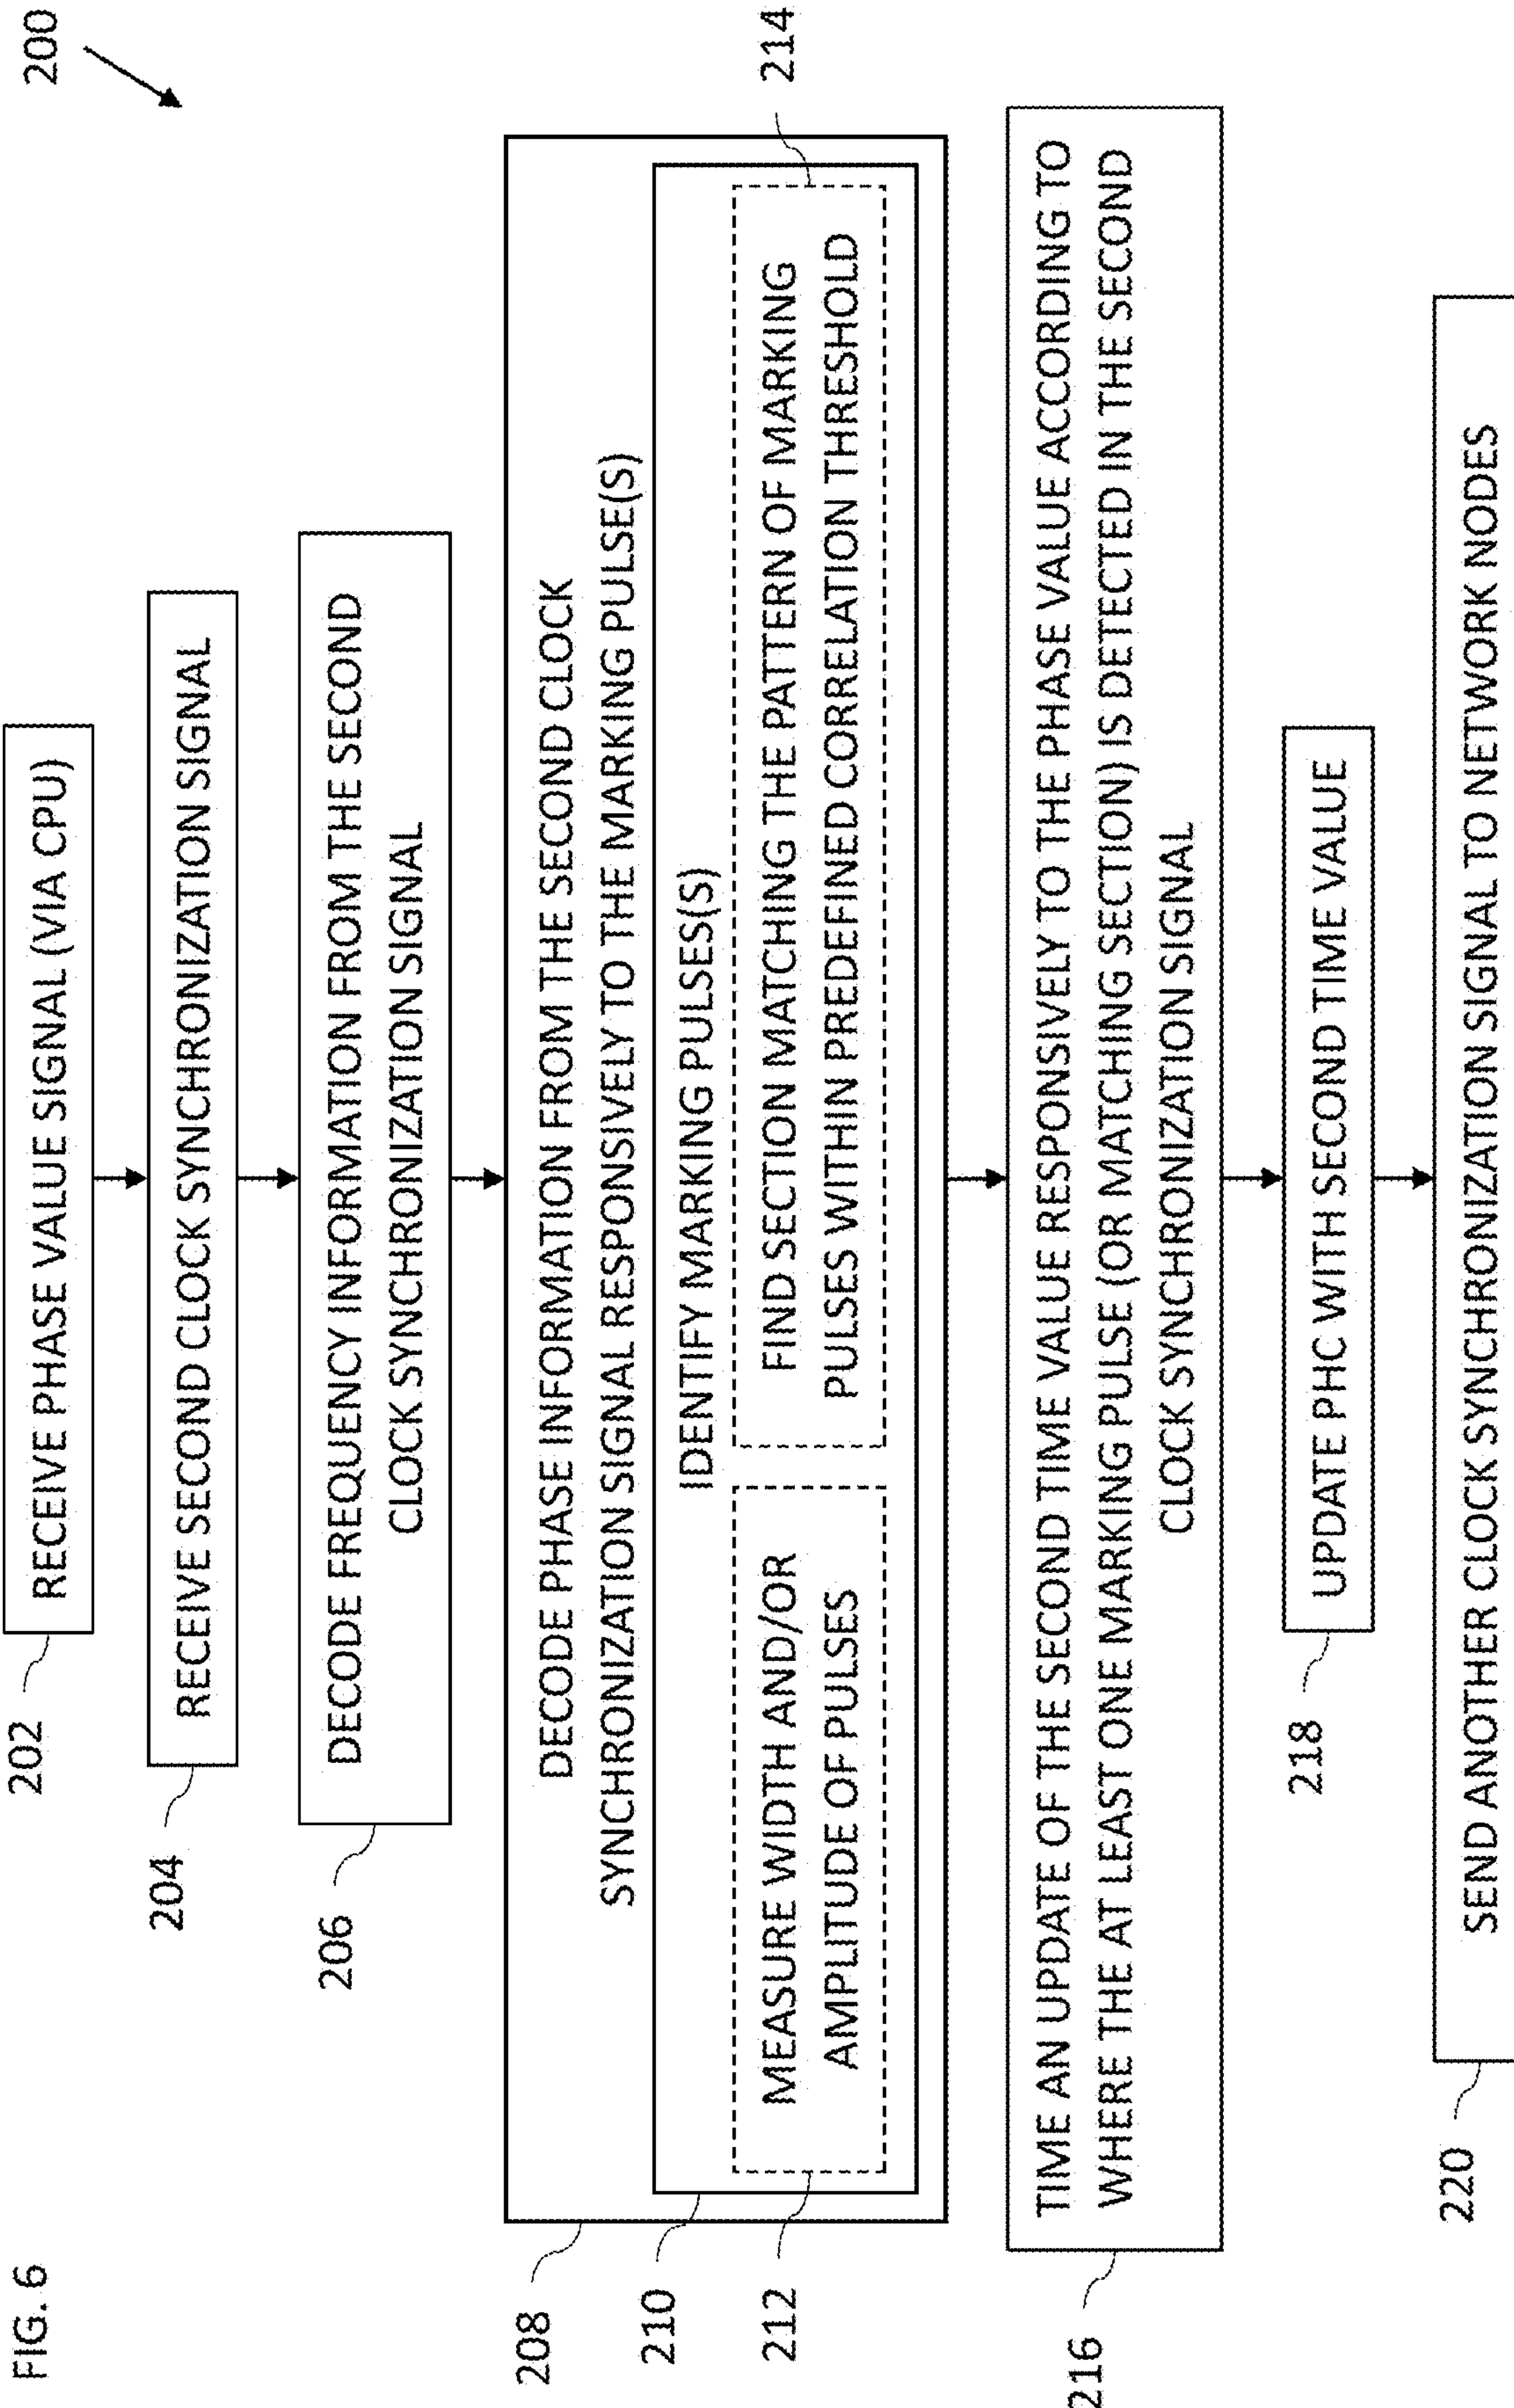 FIG. 6
200
202
RECEIVE PHASE VALUE SIGNAL (VIA CPU)
204
RECEIVE SECOND CLOCK SYNCHRONIZATION SIGNAL
206
DECODE FREQUENCY INFORMATION FROM THE SECOND
CLOCK SYNCHRONIZATION SIGNAL
208
DECODE PHASE INFORMATION FROM THE SECOND CLOCK
SYNCHRONIZATION SIGNAL RESPONSIVELY TO THE MARKING PULSE(S)
210
IDENTIFY MARKING PULSES(S)
212
MEASURE WIDTH AND/OR
AMPLITUDE OF PULSES
214
FIND SECTION MATCHING THE PATTERN OF MARKING
PULSES WITHIN PREDEFINED CORRELATION THRESHOLD
216
TIME AN UPDATE OF THE SECOND TIME VALUE RESPONSIVELY TO THE PHASE VALUE ACCORDING TO
WHERE THE AT LEAST ONE MARKING PULSE (OR MATCHING SECTION) IS DETECTED IN THE SECOND
CLOCK SYNCHRONIZATION SIGNAL
218
UPDATE PHC WITH SECOND TIME VALUE
220
SEND ANOTHER CLOCK SYNCHRONIZATION SIGNAL TO NETWORK NODES